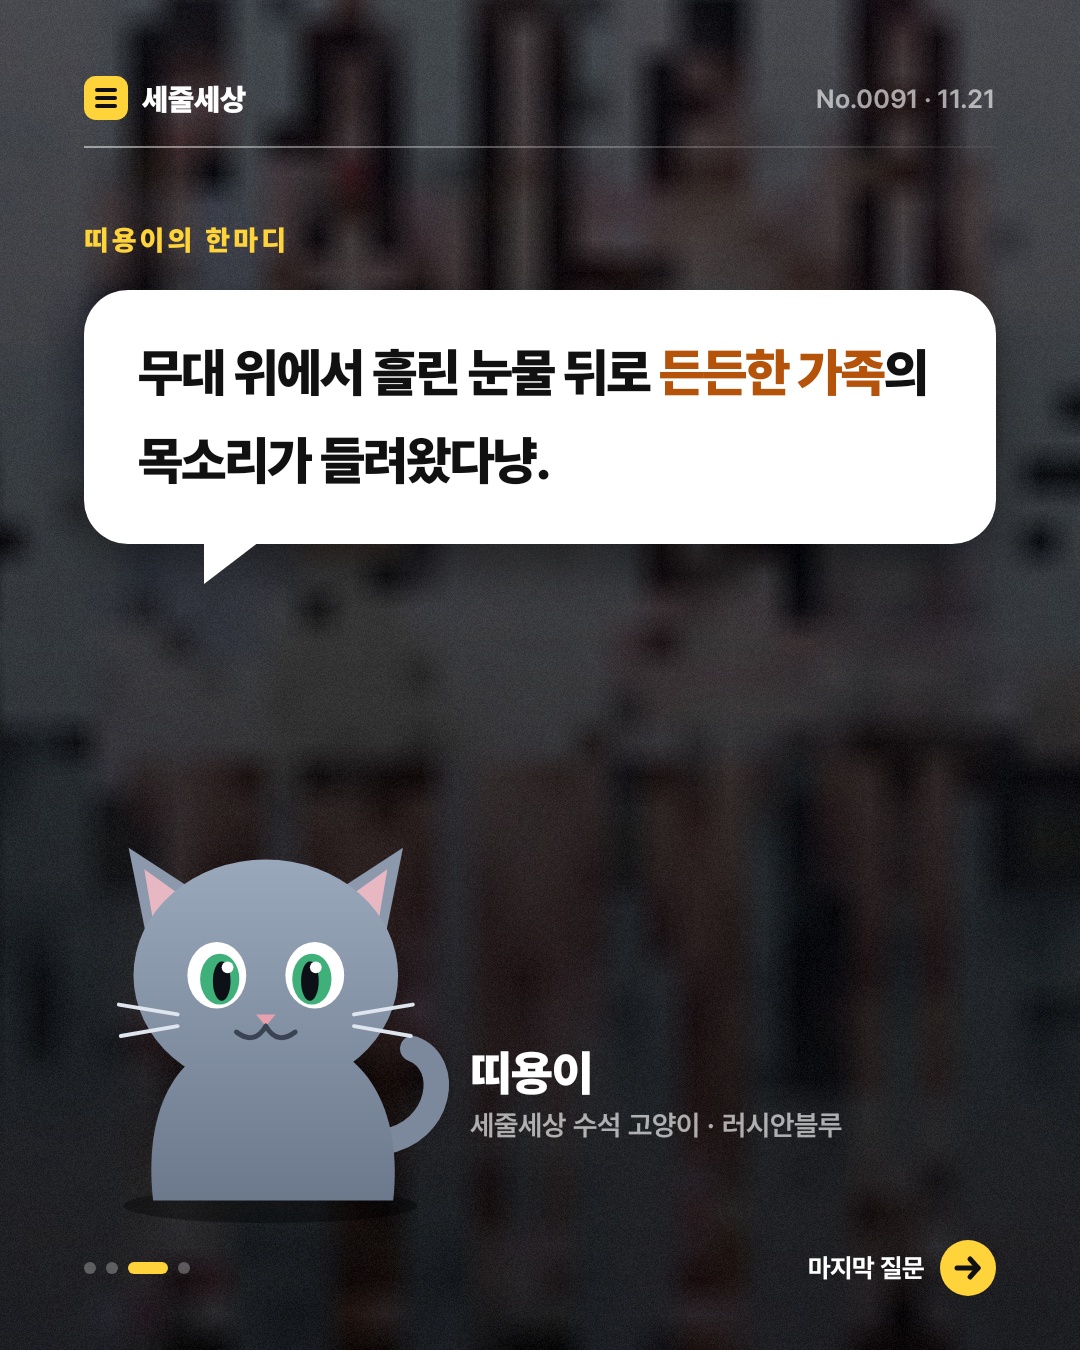 세줄세상
No.0091 · 11.21
띠용이의 한마디
무대 위에서 흘린 눈물 뒤로 든든한 가족의
목소리가 들려왔다냥.
띠용이
세줄세상 수석 고양이 · 러시안블루
마지막 질문